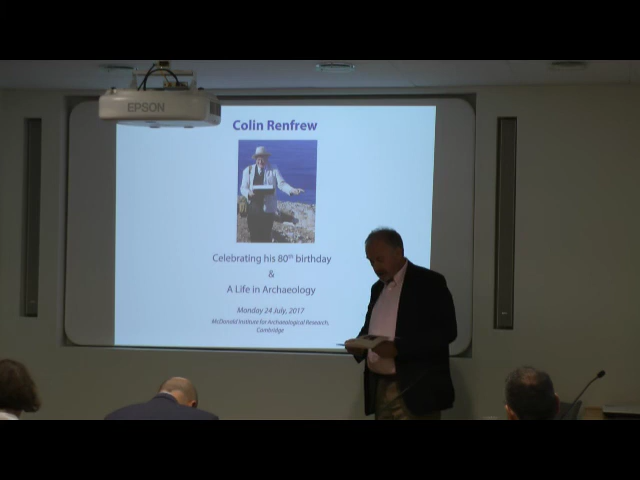 EPSON
Colin Renfrew
Celebrating his 80th birthday
&
A Life in Archaeology
Monday 24 July, 2017
McDonald Institute for Archaeological Research,
Cambridge